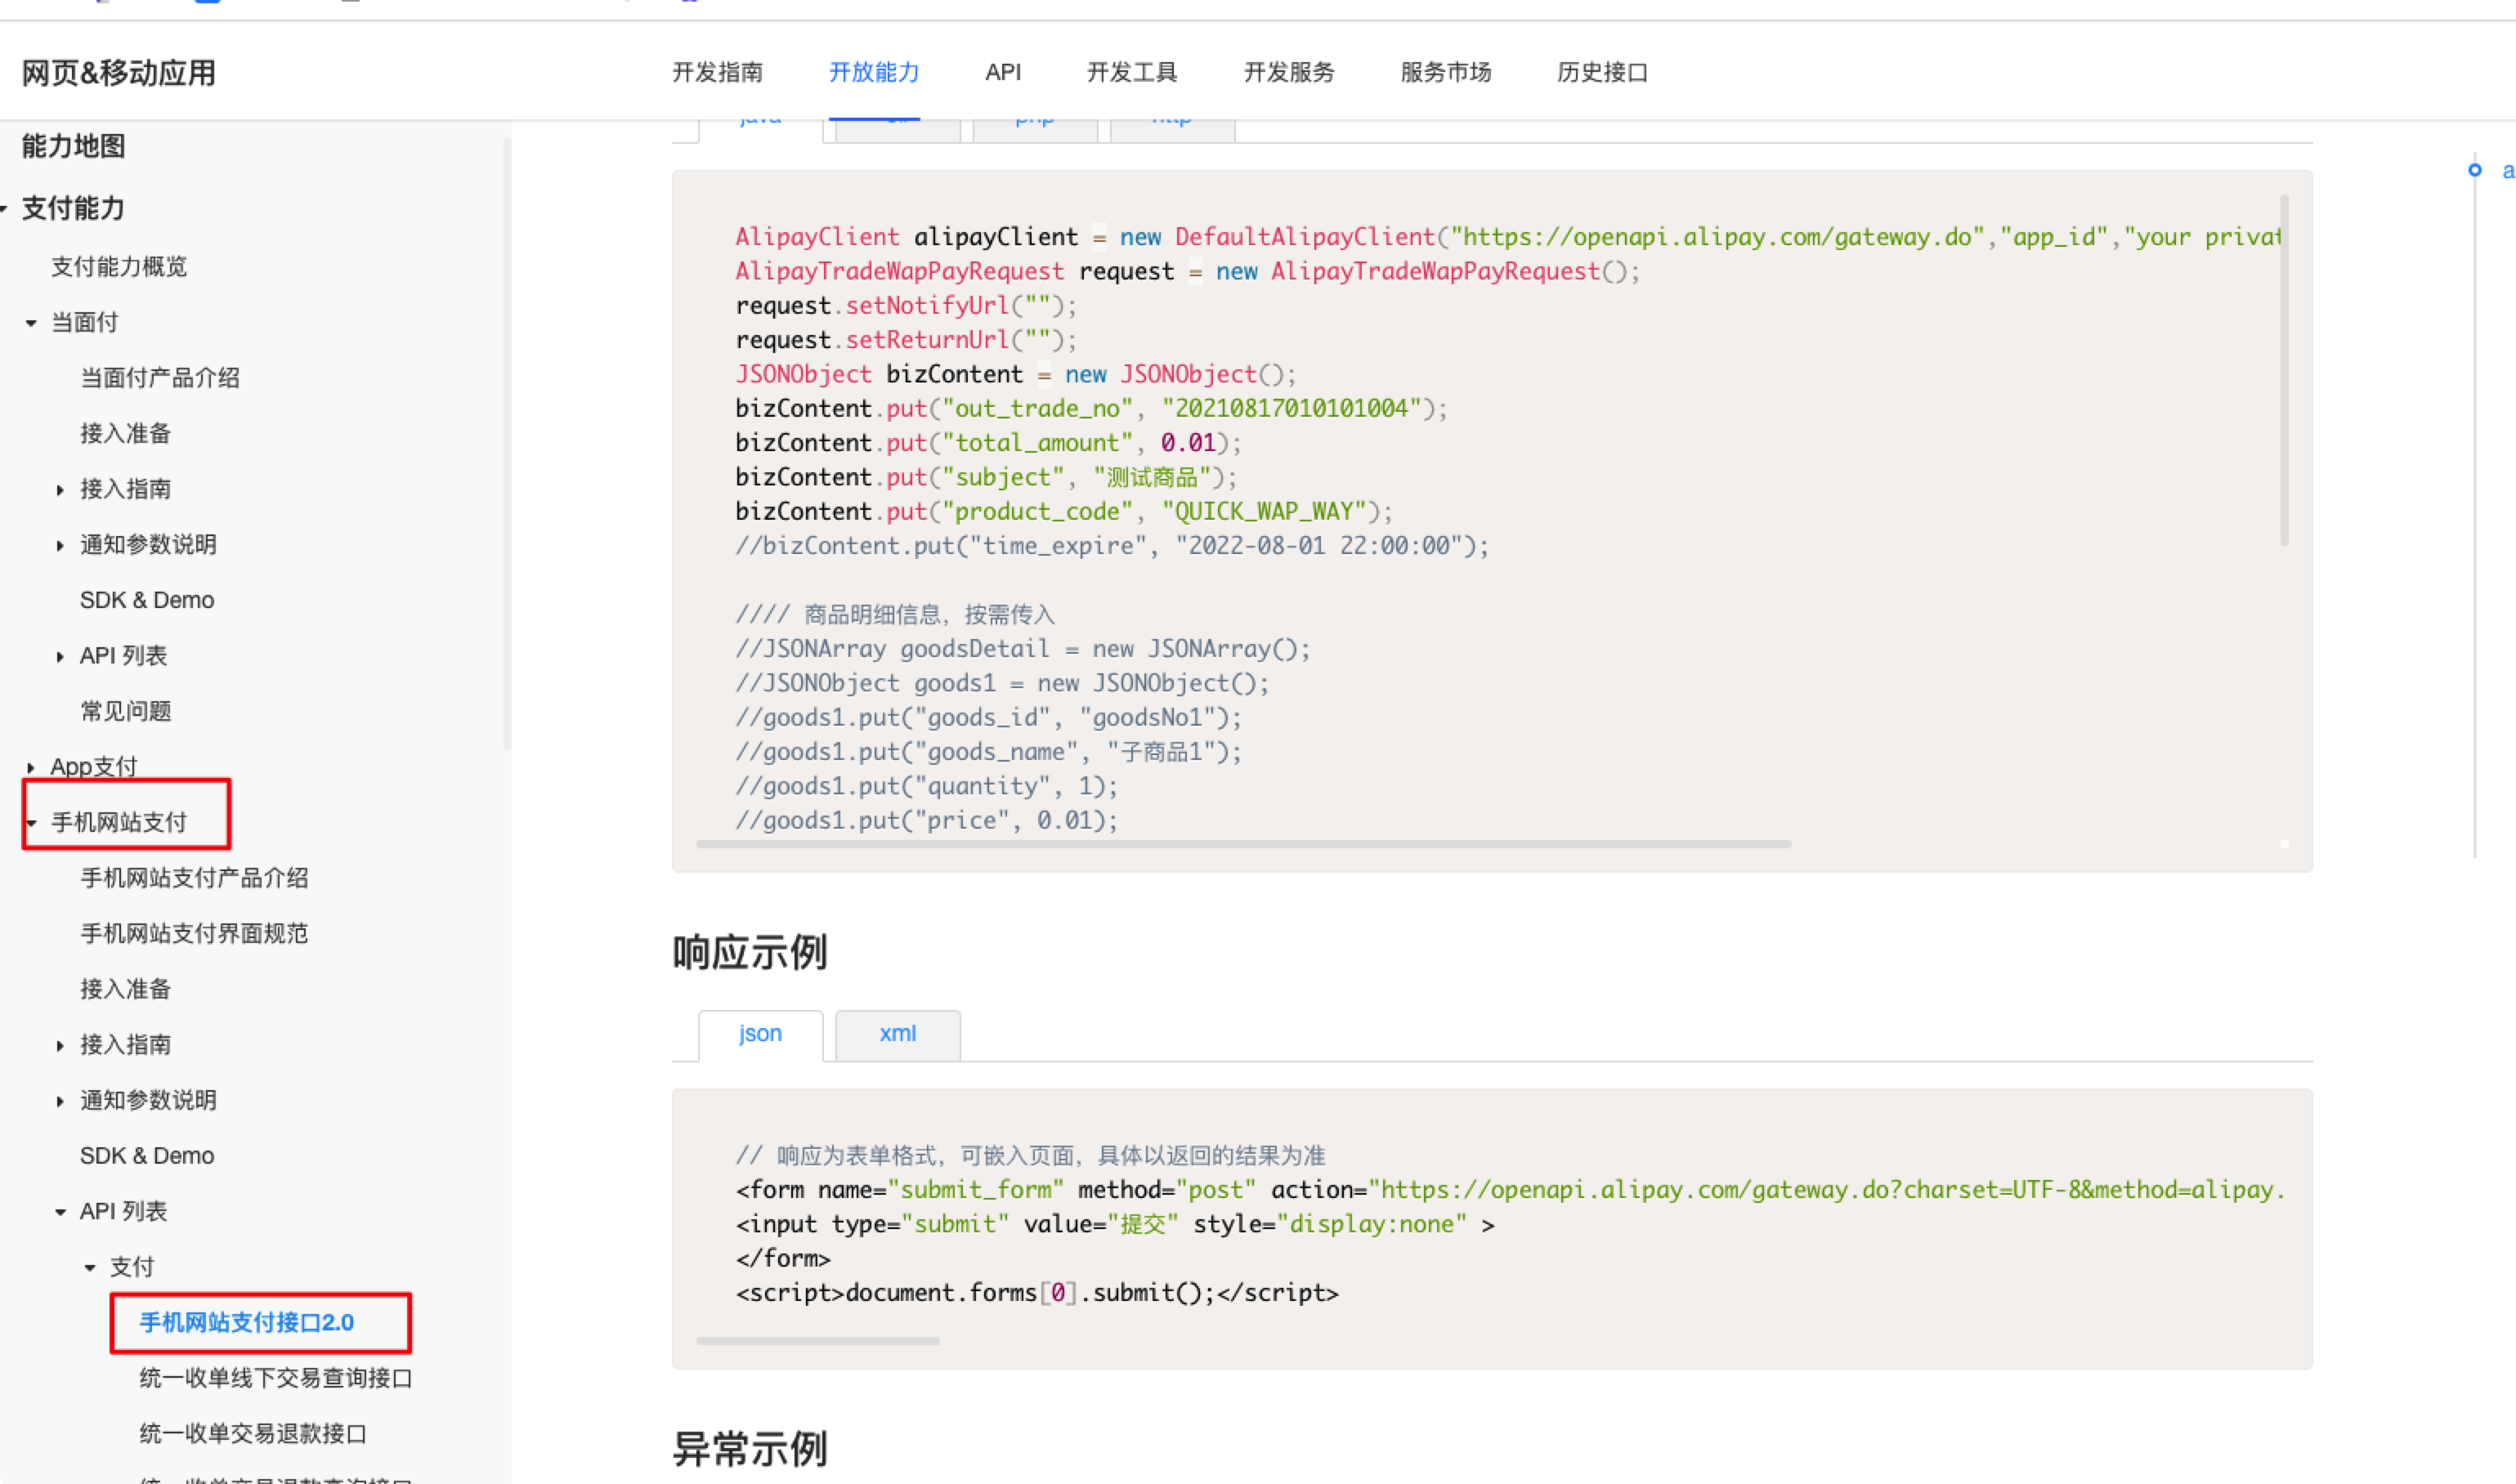 网页&移动应用
开发指南
开放能力
API
开发工具
开发服务
服务市场
历史接口
能力地图
支付能力
支付能力概览
当面付
当面付产品介绍
接入准备
接入指南
通知参数说明
SDK & Demo
API 列表
常见问题
App支付
手机网站支付
手机网站支付产品介绍
手机网站支付界面规范
接入准备
接入指南
通知参数说明
SDK & Demo
API 列表
支付
手机网站支付接口2.0
统一收单线下交易查询接口
统一收单交易退款接口
java
php
http
AlipayClient alipayClient = new DefaultAlipayClient("https://openapi.alipay.com/gateway.do","app_id","your privat
AlipayTradeWapPayRequest request = new AlipayTradeWapPayRequest();
request.setNotifyUrl("");
request.setReturnUrl("");
JSONObject bizContent = new JSONObject();
bizContent.put("out_trade_no", "20210817010101004");
bizContent.put("total_amount", 0.01);
bizContent.put("subject", "测试商品");
bizContent.put("product_code", "QUICK_WAP_WAY");
//bizContent.put("time_expire", "2022-08-01 22:00:00");
//// 商品明细信息，按需传入
//JSONArray goodsDetail = new JSONArray();
//JSONObject goods1 = new JSONObject();
//goods1.put("goods_id", "goodsNo1");
//goods1.put("goods_name", "子商品1");
//goods1.put("quantity", 1);
//goods1.put("price", 0.01);
响应示例
json
xml
// 响应为表单格式，可嵌入页面，具体以返回的结果为准
<form name="submit_form" method="post" action="https://openapi.alipay.com/gateway.do?charset=UTF-8&method=alipay.
<input type="submit" value="提交" style="display:none" >
</form>
<script>document.forms[0].submit();</script>
异常示例
a